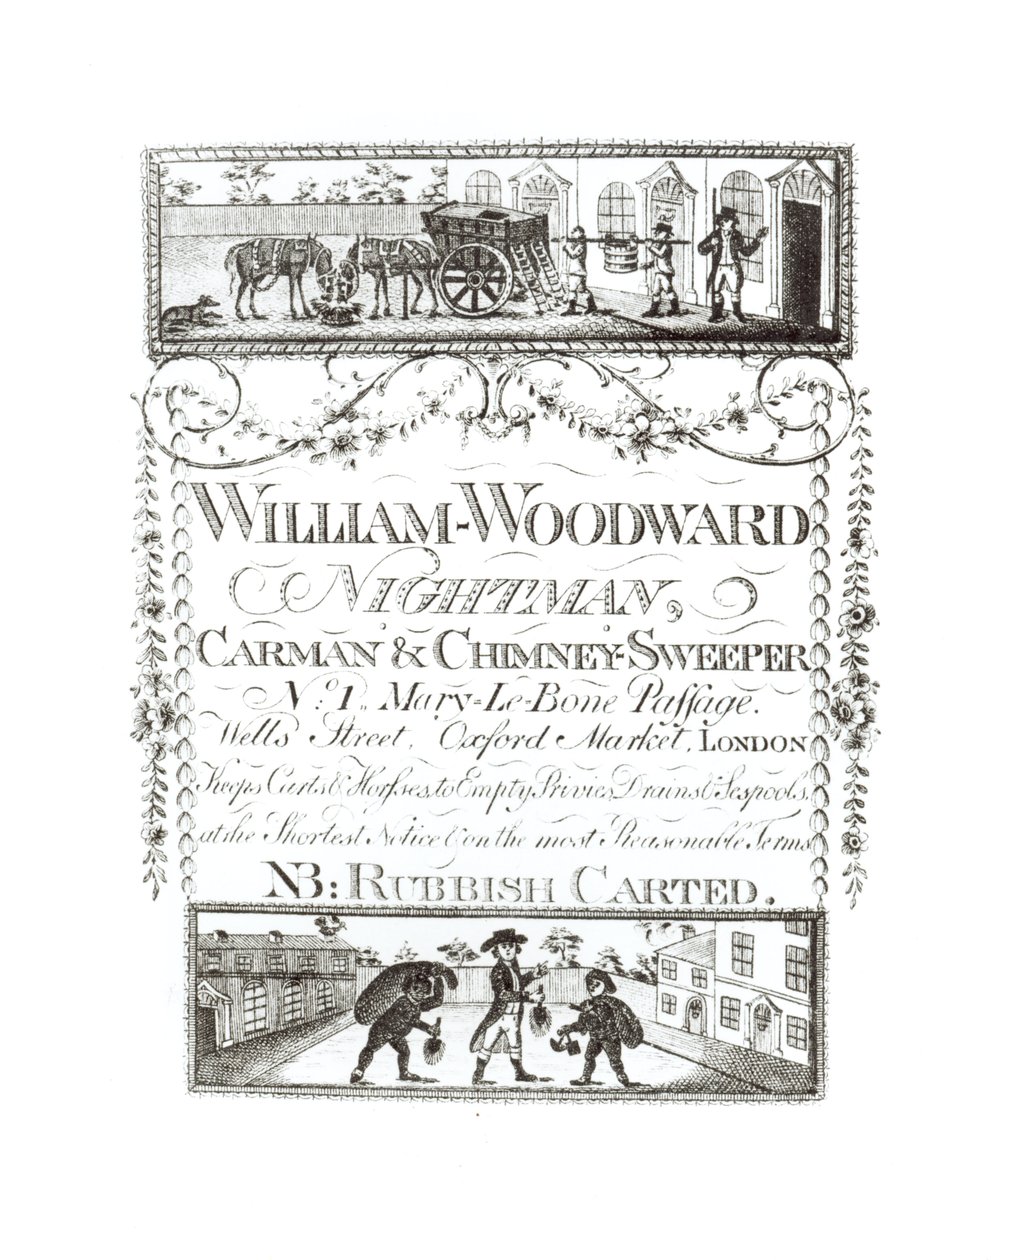 WILLIAM-WOODWARD
NIGHTMAN,
CARMAN & CHIMNEY-SWEEPER
No. 1. Mary-Le-Bone Paſsage.
Wells Street, Oxford Market, LONDON
Keeps Carts & Horſses to Empty Privies, Drains & Sespools,
at the Shortest Notice & on the most Reasonable Terms
NB: RUBBISH CARTED.